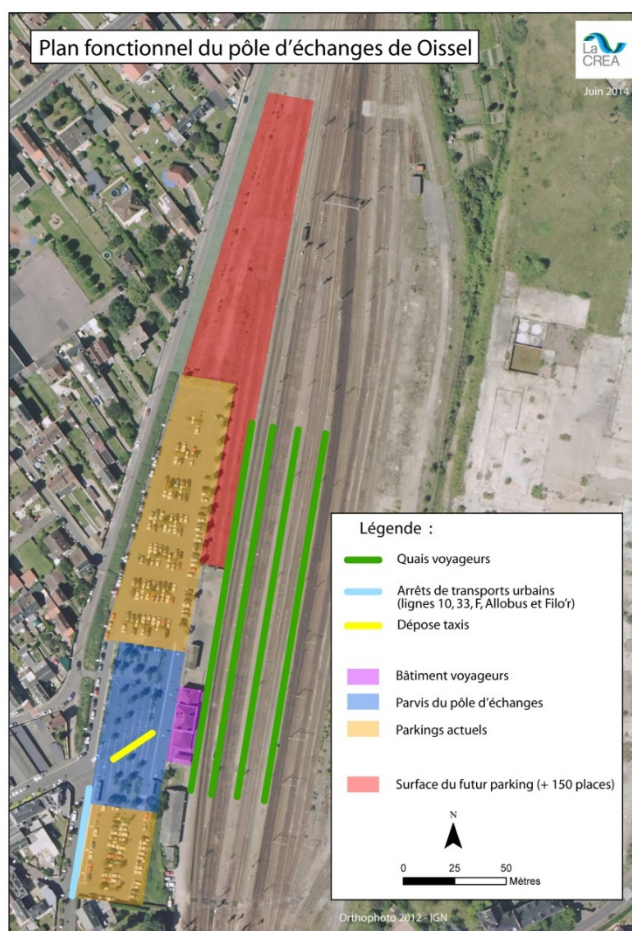 Plan fonctionnel du pôle d'échanges de Oissel
La
CREA
Juin 2014
Légende :
Quais voyageurs
Arrêts de transports urbains
(lignes 10, 33, F, Allobus et Filo'r)
Dépose taxis
Bâtiment voyageurs
Parvis du pôle d'échanges
Parkings actuels
Surface du futur parking (+ 150 places)
N
0 25 50
Mètres
Orthophoto 2012 - IGN